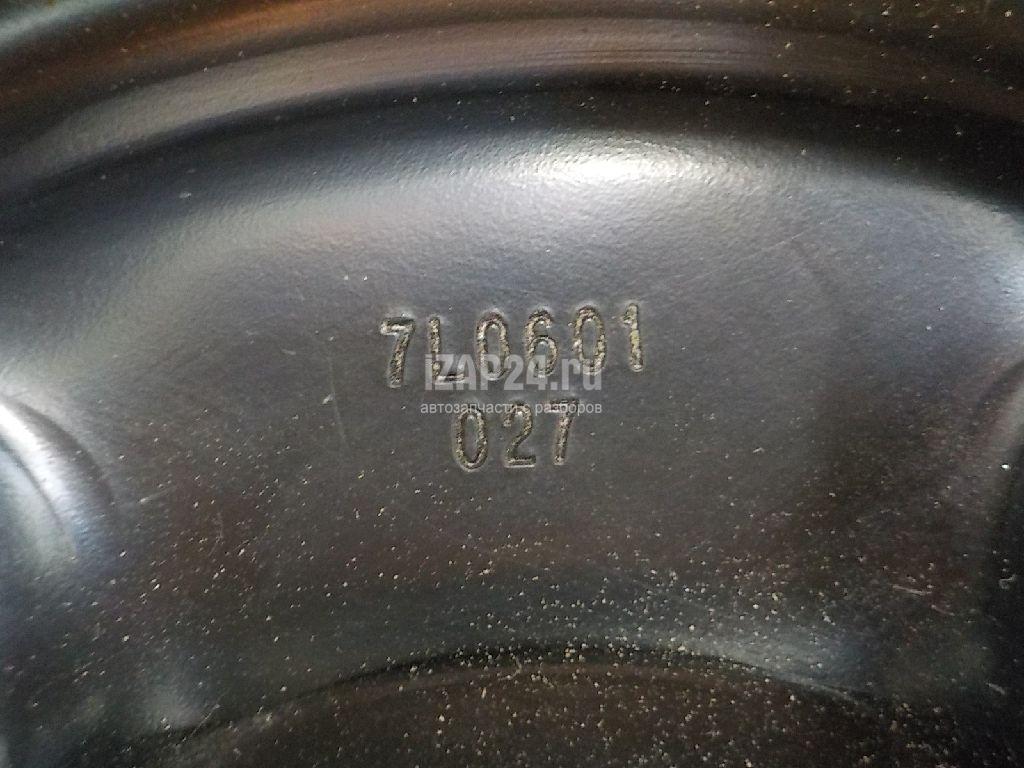 7L0601
iZAP24.ru
автозапчасти с разборов
027